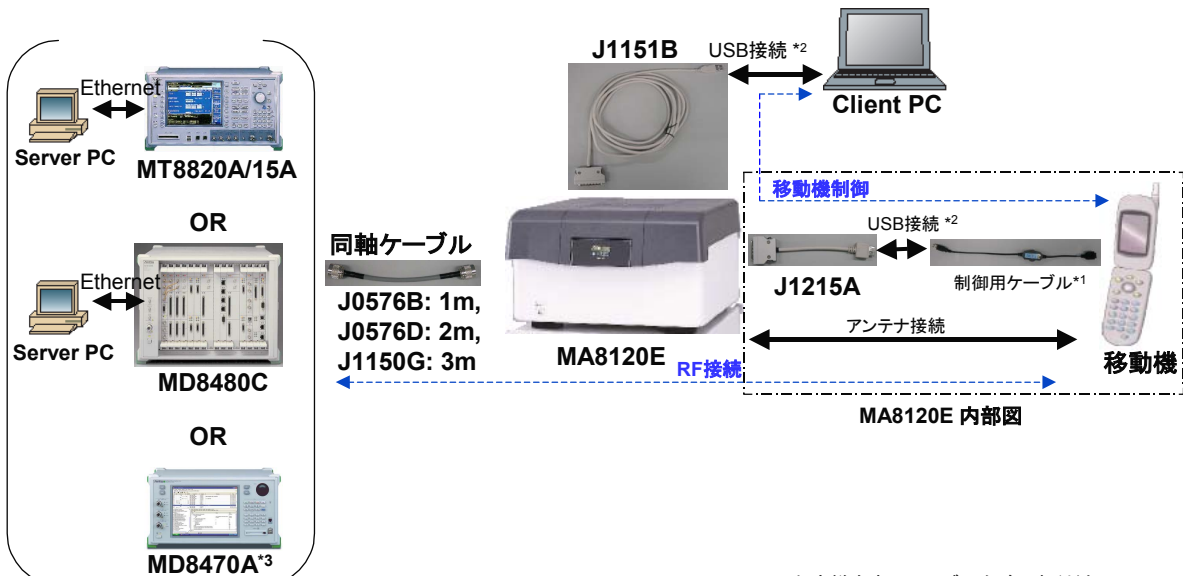 Ethernet
Server PC
MT8820A/15A
OR
Ethernet
Server PC
MD8480C
OR
MD8470A*3
同軸ケーブル
J0576B: 1m,
J0576D: 2m,
J1150G: 3m
J1151B
USB接続 *2
Client PC
移動機制御
USB接続 *2
J1215A
制御用ケーブル*1
MA8120E
アンテナ接続
移動機
RF接続
MA8120E 内部図